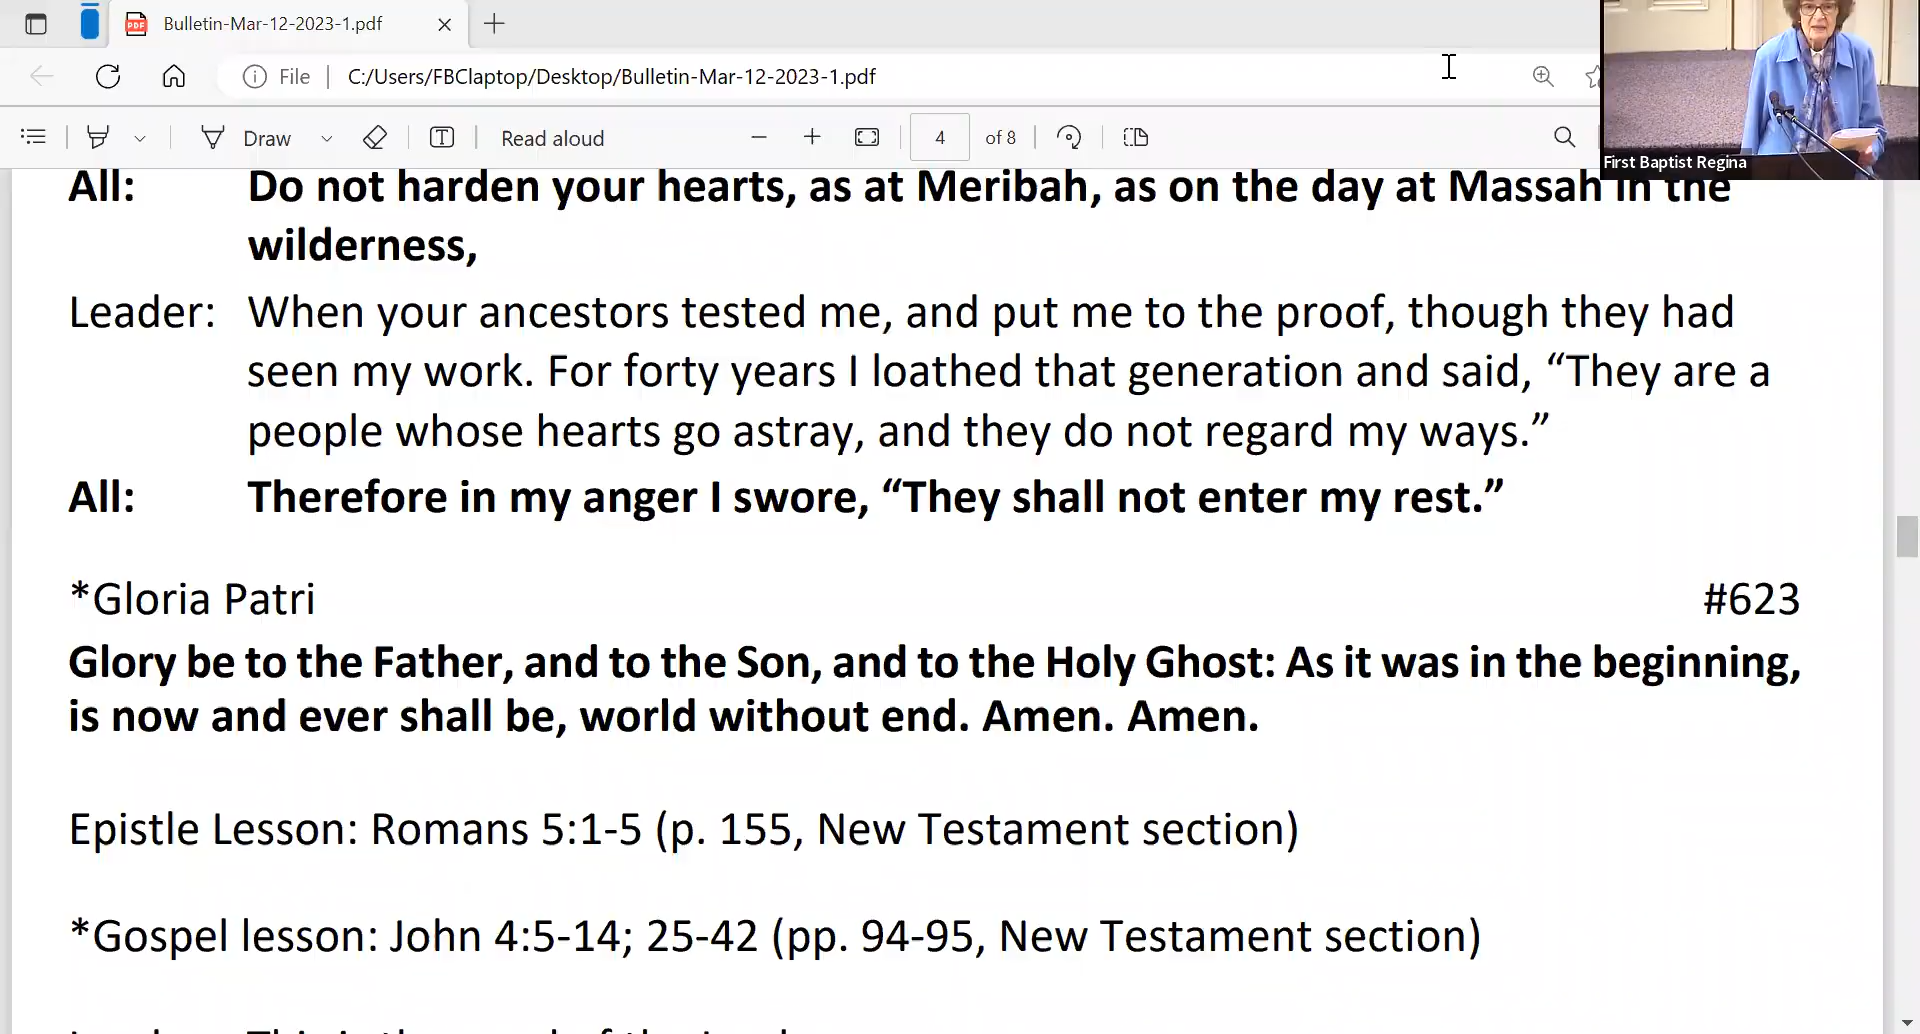 Bulletin-Mar-12-2023-1.pdf
File
C:/Users/FBClaptop/Desktop/Bulletin-Mar-12-2023-1.pdf
Draw
Read aloud
4 of 8
First Baptist Regina
All: Do not harden your hearts, as at Meribah, as on the day at Massah in the
wilderness,
Leader: When your ancestors tested me, and put me to the proof, though they had
seen my work. For forty years I loathed that generation and said, “They are a
people whose hearts go astray, and they do not regard my ways.”
All: Therefore in my anger I swore, “They shall not enter my rest.”
*Gloria Patri #623
Glory be to the Father, and to the Son, and to the Holy Ghost: As it was in the beginning,
is now and ever shall be, world without end. Amen. Amen.
Epistle Lesson: Romans 5:1-5 (p. 155, New Testament section)
*Gospel lesson: John 4:5-14; 25-42 (pp. 94-95, New Testament section)